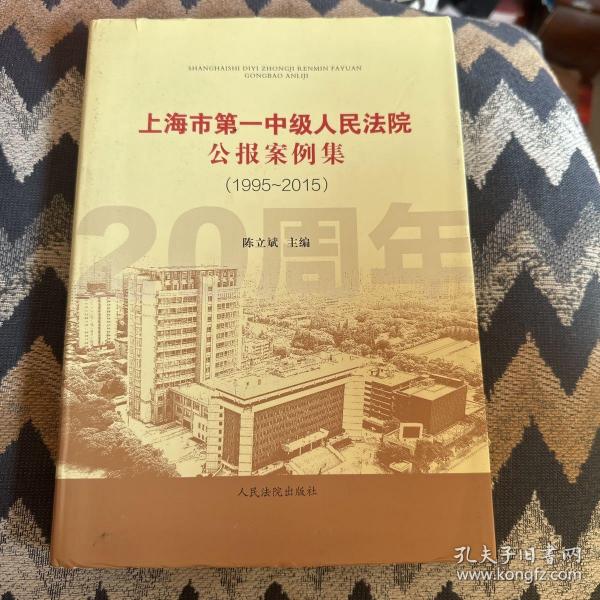 SHANGHAISHI DIYI ZHONGJI RENMIN FAYUAN
GONGBAO ANLIJI
上海市第一中级人民法院
公报案例集
(1995~2015)
20周年
陈立斌 主编
人民法院出版社
孔夫子旧书网
www.kongfz.com